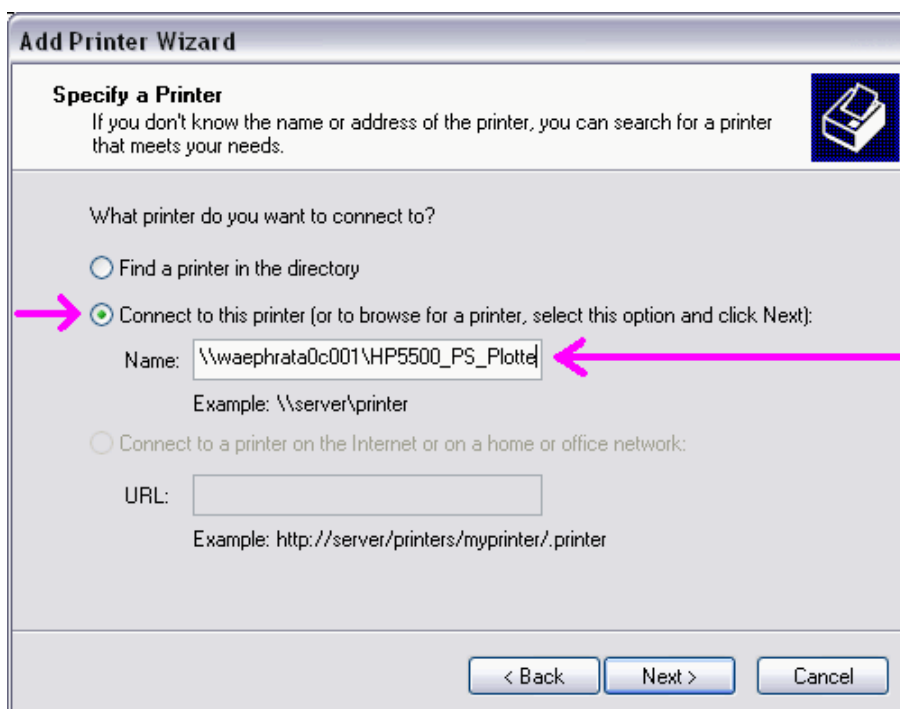 Add Printer Wizard
Specify a Printer
If you don't know the name or address of the printer, you can search for a printer
that meets your needs.
What printer do you want to connect to?
Find a printer in the directory
Connect to this printer (or to browse for a printer, select this option and click Next):
Name: \\waephrata0c001\HP5500_PS_Plotte
Example: \\server\printer
Connect to a printer on the Internet or on a home or office network:
URL:
Example: http://server/printers/myprinter/.printer
< Back Next > Cancel